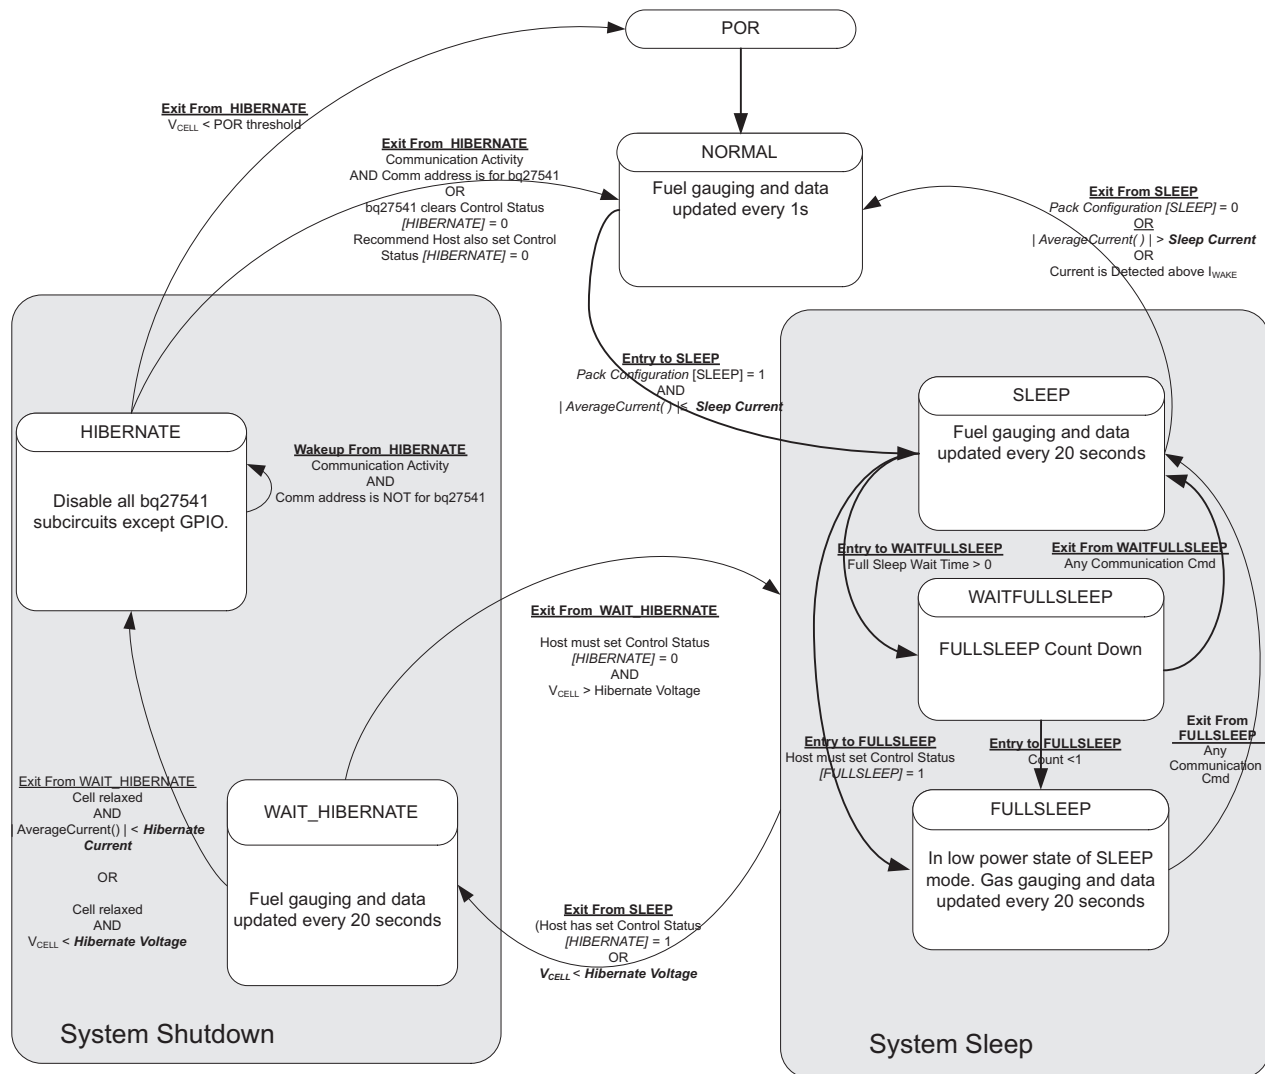 POR
Exit From HIBERNATE
VCELL < POR threshold
Exit From HIBERNATE
Communication Activity
AND Comm address is for bq27541
OR
bq27541 clears Control Status
[HIBERNATE] = 0
Recommend Host also set Control
Status [HIBERNATE] = 0
NORMAL
Fuel gauging and data
updated every 1s
Exit From SLEEP
Pack Configuration [SLEEP] = 0
OR
| AverageCurrent( ) | > Sleep Current
OR
Current is Detected above IWAKE
Entry to SLEEP
Pack Configuration [SLEEP] = 1
AND
| AverageCurrent( ) |≤ Sleep Current
HIBERNATE
Disable all bq27541
subcircuits except GPIO.
Wakeup From HIBERNATE
Communication Activity
AND
Comm address is NOT for bq27541
SLEEP
Fuel gauging and data
updated every 20 seconds
Entry to WAITFULLSLEEP
Full Sleep Wait Time > 0
Exit From WAITFULLSLEEP
Any Communication Cmd
WAITFULLSLEEP
FULLSLEEP Count Down
Exit From WAIT_HIBERNATE
Host must set Control Status
[HIBERNATE] = 0
AND
VCELL > Hibernate Voltage
Entry to FULLSLEEP
Host must set Control Status
[FULLSLEEP] = 1
Entry to FULLSLEEP
Count <1
Exit From
FULLSLEEP
Any
Communication
Cmd
FULLSLEEP
In low power state of SLEEP
mode. Gas gauging and data
updated every 20 seconds
Exit From WAIT_HIBERNATE
Cell relaxed
AND
| AverageCurrent() | < Hibernate
Current
OR
Cell relaxed
AND
VCELL < Hibernate Voltage
WAIT_HIBERNATE
Fuel gauging and data
updated every 20 seconds
Exit From SLEEP
(Host has set Control Status
[HIBERNATE] = 1
OR
VCELL < Hibernate Voltage
System Shutdown
System Sleep